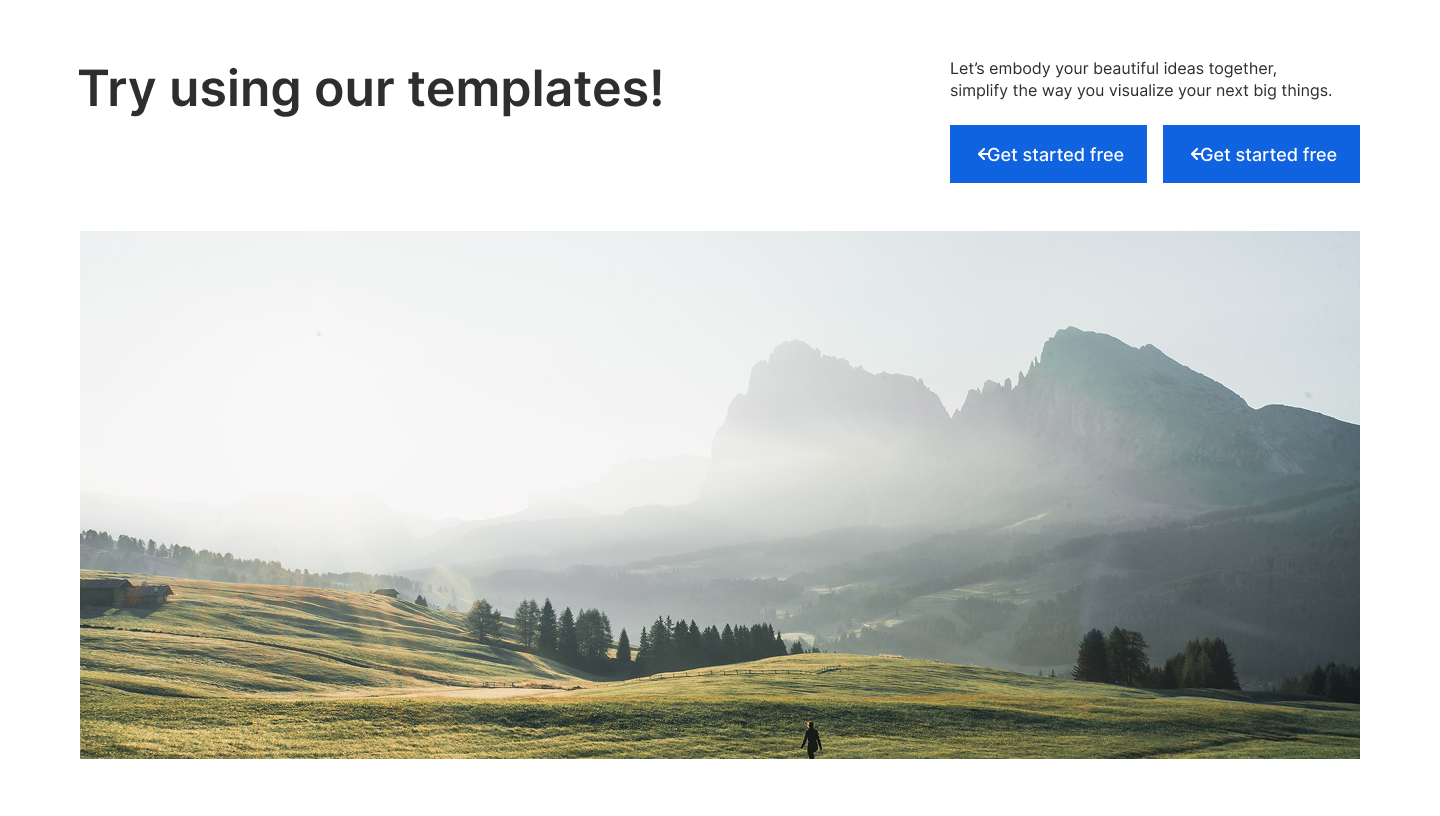 Try using our templates!
Let’s embody your beautiful ideas together,
simplify the way you visualize your next big things.
Get started free
Get started free